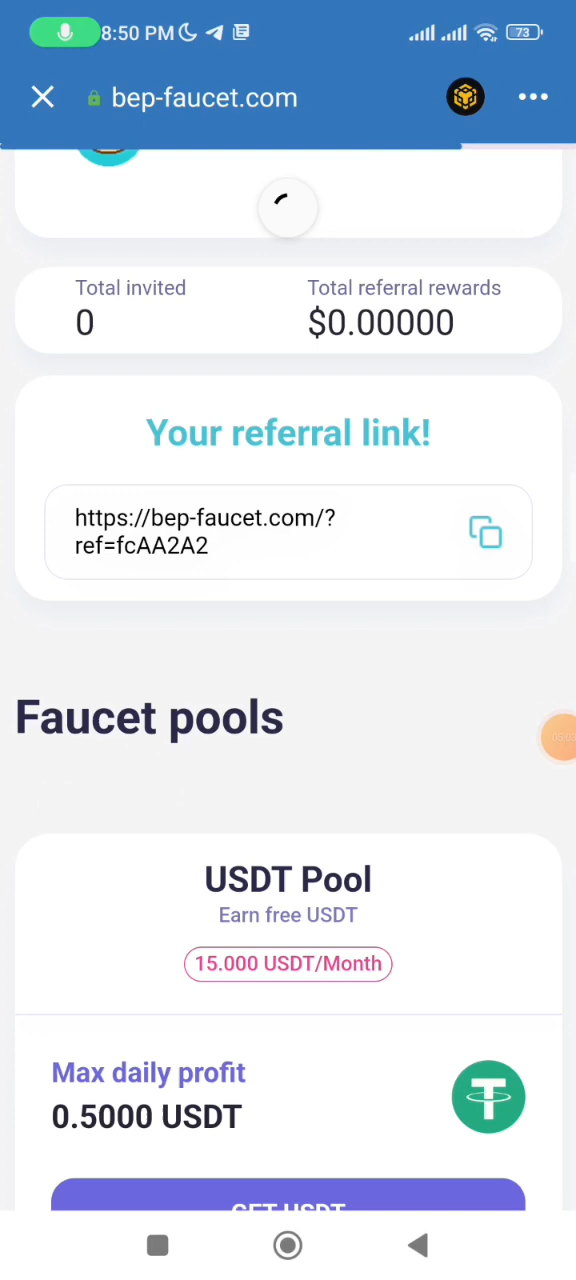 8:50 PM
73
bep-faucet.com
Total invited
Total referral rewards
0
$0.00000
Your referral link!
https://bep-faucet.com/?
ref=fcAA2A2
Faucet pools
USDT Pool
Earn free USDT
15.000 USDT/Month
Max daily profit
0.5000 USDT
GET USDT